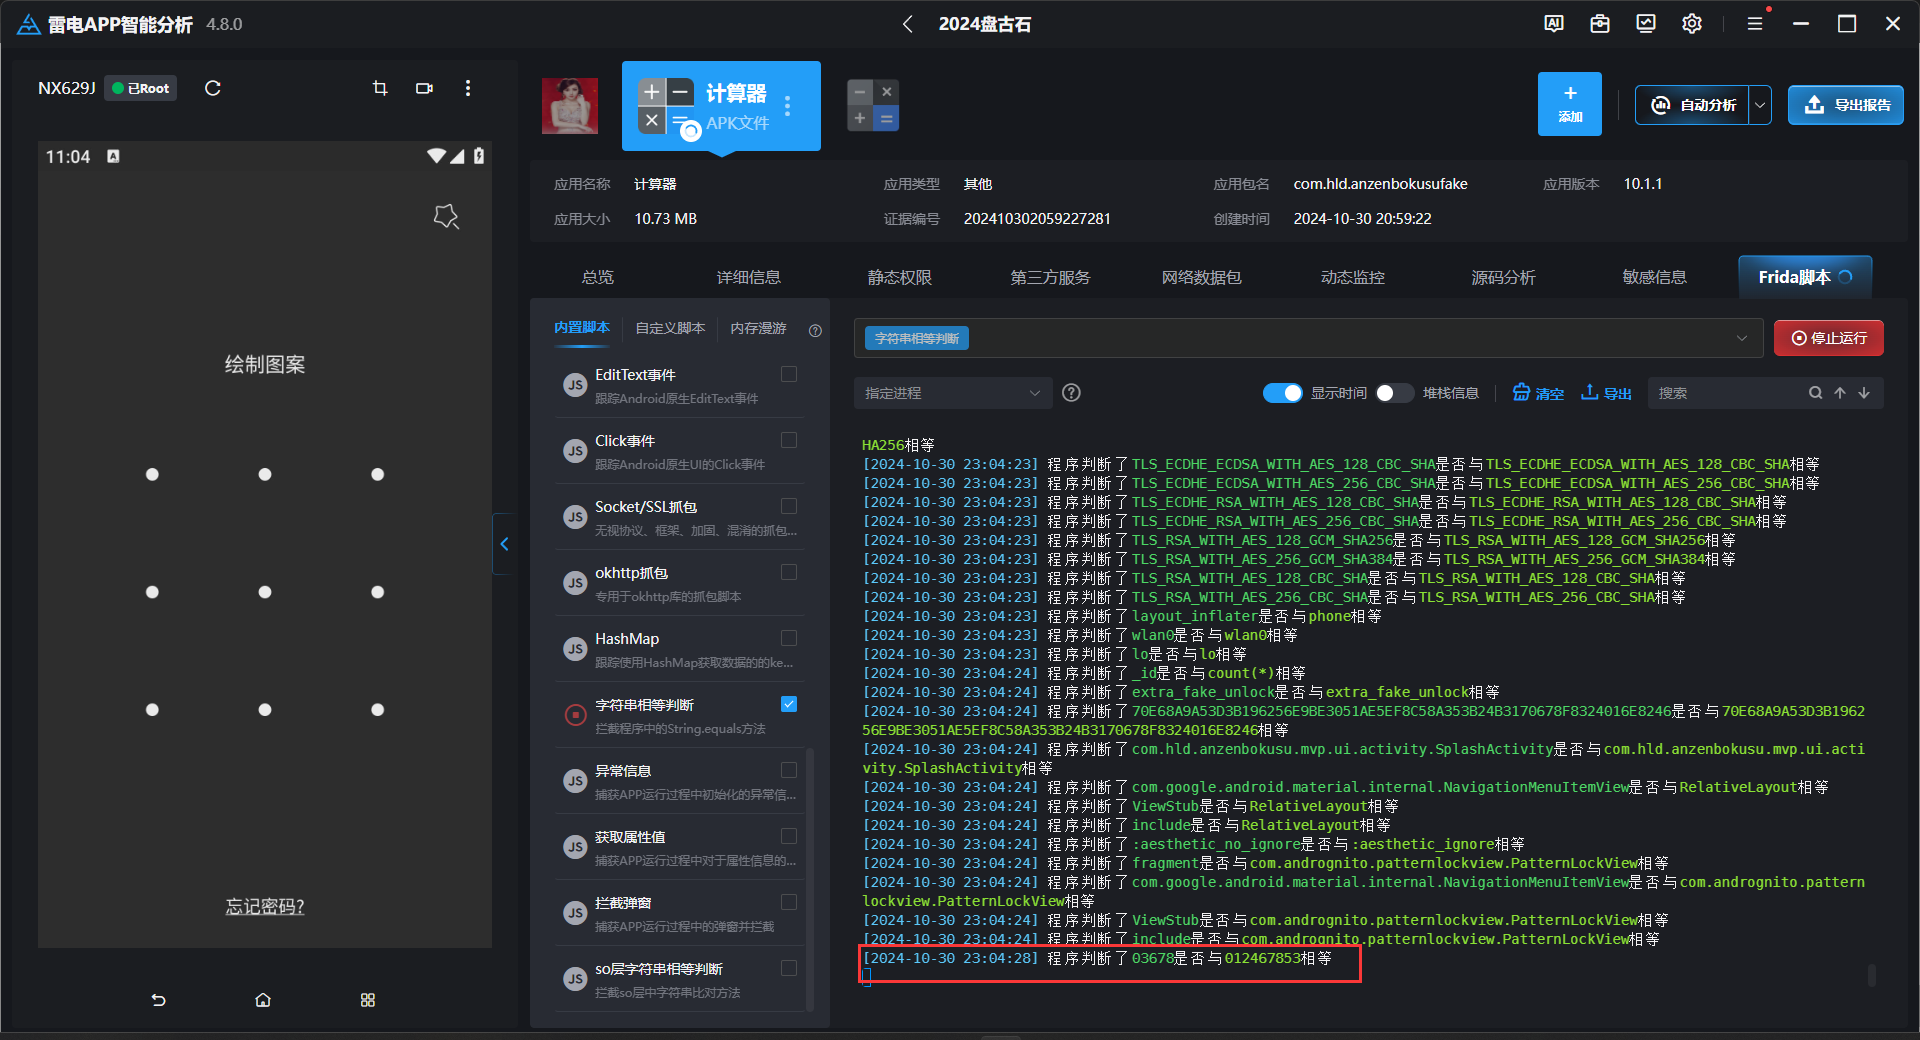 雷电APP智能分析 4.8.0
2024盘古石
AI
NX629J 已Root
11:04 A
绘制图案
忘记密码?
计算器
APK文件
添加
自动分析
导出报告
应用名称 计算器 应用类型 其他 应用包名 com.hld.anzenbokusufake 应用版本 10.1.1
应用大小 10.73 MB 证据编号 202410302059227281 创建时间 2024-10-30 20:59:22
总览 详细信息 静态权限 第三方服务 网络数据包 动态监控 源码分析 敏感信息 Frida脚本
内置脚本 自定义脚本 内存漫游
JS EditText事件
跟踪Android原生EditText事件
JS Click事件
跟踪Android原生UI的Click事件
JS Socket/SSL抓包
无视协议、框架、加固、混淆的抓包...
JS okhttp抓包
专用于okhttp库的抓包脚本
JS HashMap
跟踪使用HashMap获取数据的的ke...
字符串相等判断
拦截程序中的String.equals方法
JS 异常信息
捕获APP运行过程中初始化的异常信...
JS 获取属性值
捕获APP运行过程中对于属性信息的...
JS 拦截弹窗
捕获APP运行过程中的弹窗并拦截
JS so层字符串相等判断
拦截so层中字符串比对方法
字符串相等判断
停止运行
指定进程 显示时间 堆栈信息 清空 导出 搜索
HA256相等
[2024-10-30 23:04:23] 程序判断了TLS_ECDHE_ECDSA_WITH_AES_128_CBC_SHA是否与TLS_ECDHE_ECDSA_WITH_AES_128_CBC_SHA相等
[2024-10-30 23:04:23] 程序判断了TLS_ECDHE_ECDSA_WITH_AES_256_CBC_SHA是否与TLS_ECDHE_ECDSA_WITH_AES_256_CBC_SHA相等
[2024-10-30 23:04:23] 程序判断了TLS_ECDHE_RSA_WITH_AES_128_CBC_SHA是否与TLS_ECDHE_RSA_WITH_AES_128_CBC_SHA相等
[2024-10-30 23:04:23] 程序判断了TLS_ECDHE_RSA_WITH_AES_256_CBC_SHA是否与TLS_ECDHE_RSA_WITH_AES_256_CBC_SHA相等
[2024-10-30 23:04:23] 程序判断了TLS_RSA_WITH_AES_128_GCM_SHA256是否与TLS_RSA_WITH_AES_128_GCM_SHA256相等
[2024-10-30 23:04:23] 程序判断了TLS_RSA_WITH_AES_256_GCM_SHA384是否与TLS_RSA_WITH_AES_256_GCM_SHA384相等
[2024-10-30 23:04:23] 程序判断了TLS_RSA_WITH_AES_128_CBC_SHA是否与TLS_RSA_WITH_AES_128_CBC_SHA相等
[2024-10-30 23:04:23] 程序判断了TLS_RSA_WITH_AES_256_CBC_SHA是否与TLS_RSA_WITH_AES_256_CBC_SHA相等
[2024-10-30 23:04:23] 程序判断了layout_inflater是否与phone相等
[2024-10-30 23:04:23] 程序判断了wlan0是否与wlan0相等
[2024-10-30 23:04:23] 程序判断了lo是否与lo相等
[2024-10-30 23:04:24] 程序判断了_id是否与count(*)相等
[2024-10-30 23:04:24] 程序判断了extra_fake_unlock是否与extra_fake_unlock相等
[2024-10-30 23:04:24] 程序判断了70E68A9A53D3B196256E9BE3051AE5EF8C58A353B24B3170678F8324016E8246是否与70E68A9A53D3B1962
56E9BE3051AE5EF8C58A353B24B3170678F8324016E8246相等
[2024-10-30 23:04:24] 程序判断了com.hld.anzenbokusu.mvp.ui.activity.SplashActivity是否与com.hld.anzenbokusu.mvp.ui.acti
vity.SplashActivity相等
[2024-10-30 23:04:24] 程序判断了com.google.android.material.internal.NavigationMenuItemView是否与RelativeLayout相等
[2024-10-30 23:04:24] 程序判断了ViewStub是否与RelativeLayout相等
[2024-10-30 23:04:24] 程序判断了include是否与RelativeLayout相等
[2024-10-30 23:04:24] 程序判断了:aesthetic_no_ignore是否与:aesthetic_ignore相等
[2024-10-30 23:04:24] 程序判断了fragment是否与com.andrognito.patternlockview.PatternLockView相等
[2024-10-30 23:04:24] 程序判断了com.google.android.material.internal.NavigationMenuItemView是否与com.andrognito.pattern
lockview.PatternLockView相等
[2024-10-30 23:04:24] 程序判断了ViewStub是否与com.andrognito.patternlockview.PatternLockView相等
[2024-10-30 23:04:24] 程序判断了include是否与com.andrognito.patternlockview.PatternLockView相等
[2024-10-30 23:04:28] 程序判断了03678是否与012467853相等